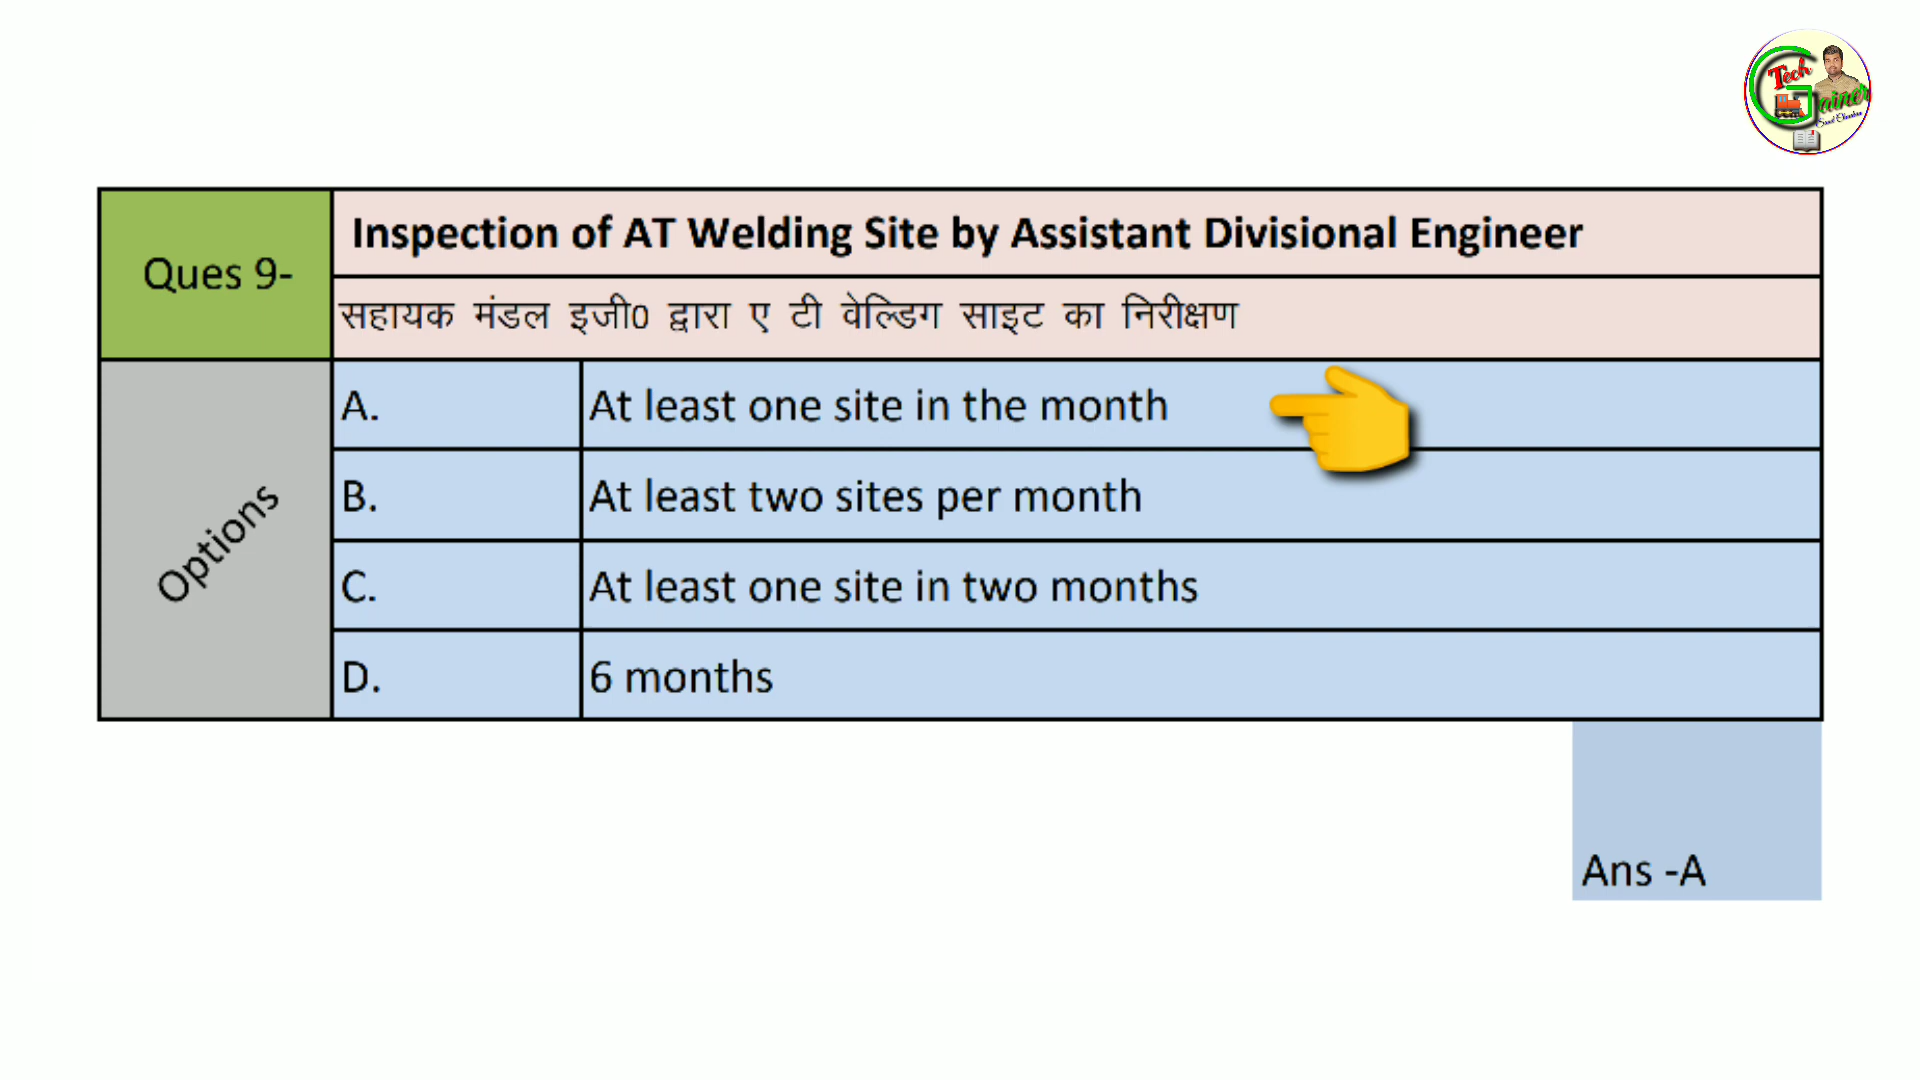 Tech
Gainer
Ques 9-
Inspection of AT Welding Site by Assistant Divisional Engineer
सहायक मंडल इजी0 द्वारा ए टी वेल्डिग साइट का निरीक्षण
Options
A. At least one site in the month
B. At least two sites per month
C. At least one site in two months
D. 6 months
Ans -A